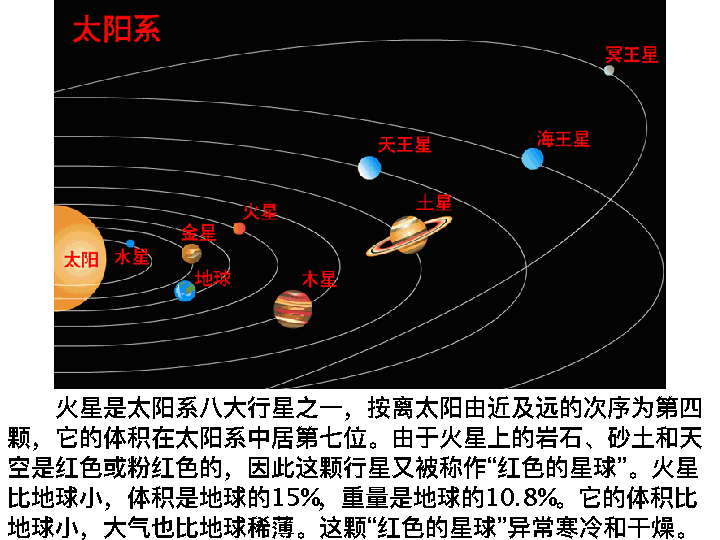 太阳系
冥王星
天王星
海王星
土星
火星
金星
水星
太阳
地球
木星
火星是太阳系八大行星之一，按离太阳由近及远的次序为第四
颗，它的体积在太阳系中居第七位。由于火星上的岩石、砂土和天
空是红色或粉红色的，因此这颗行星又被称作“红色的星球”。火星
比地球小，体积是地球的15%，重量是地球的10.8%。它的体积比
地球小，大气也比地球稀薄。这颗“红色的星球”异常寒冷和干燥。